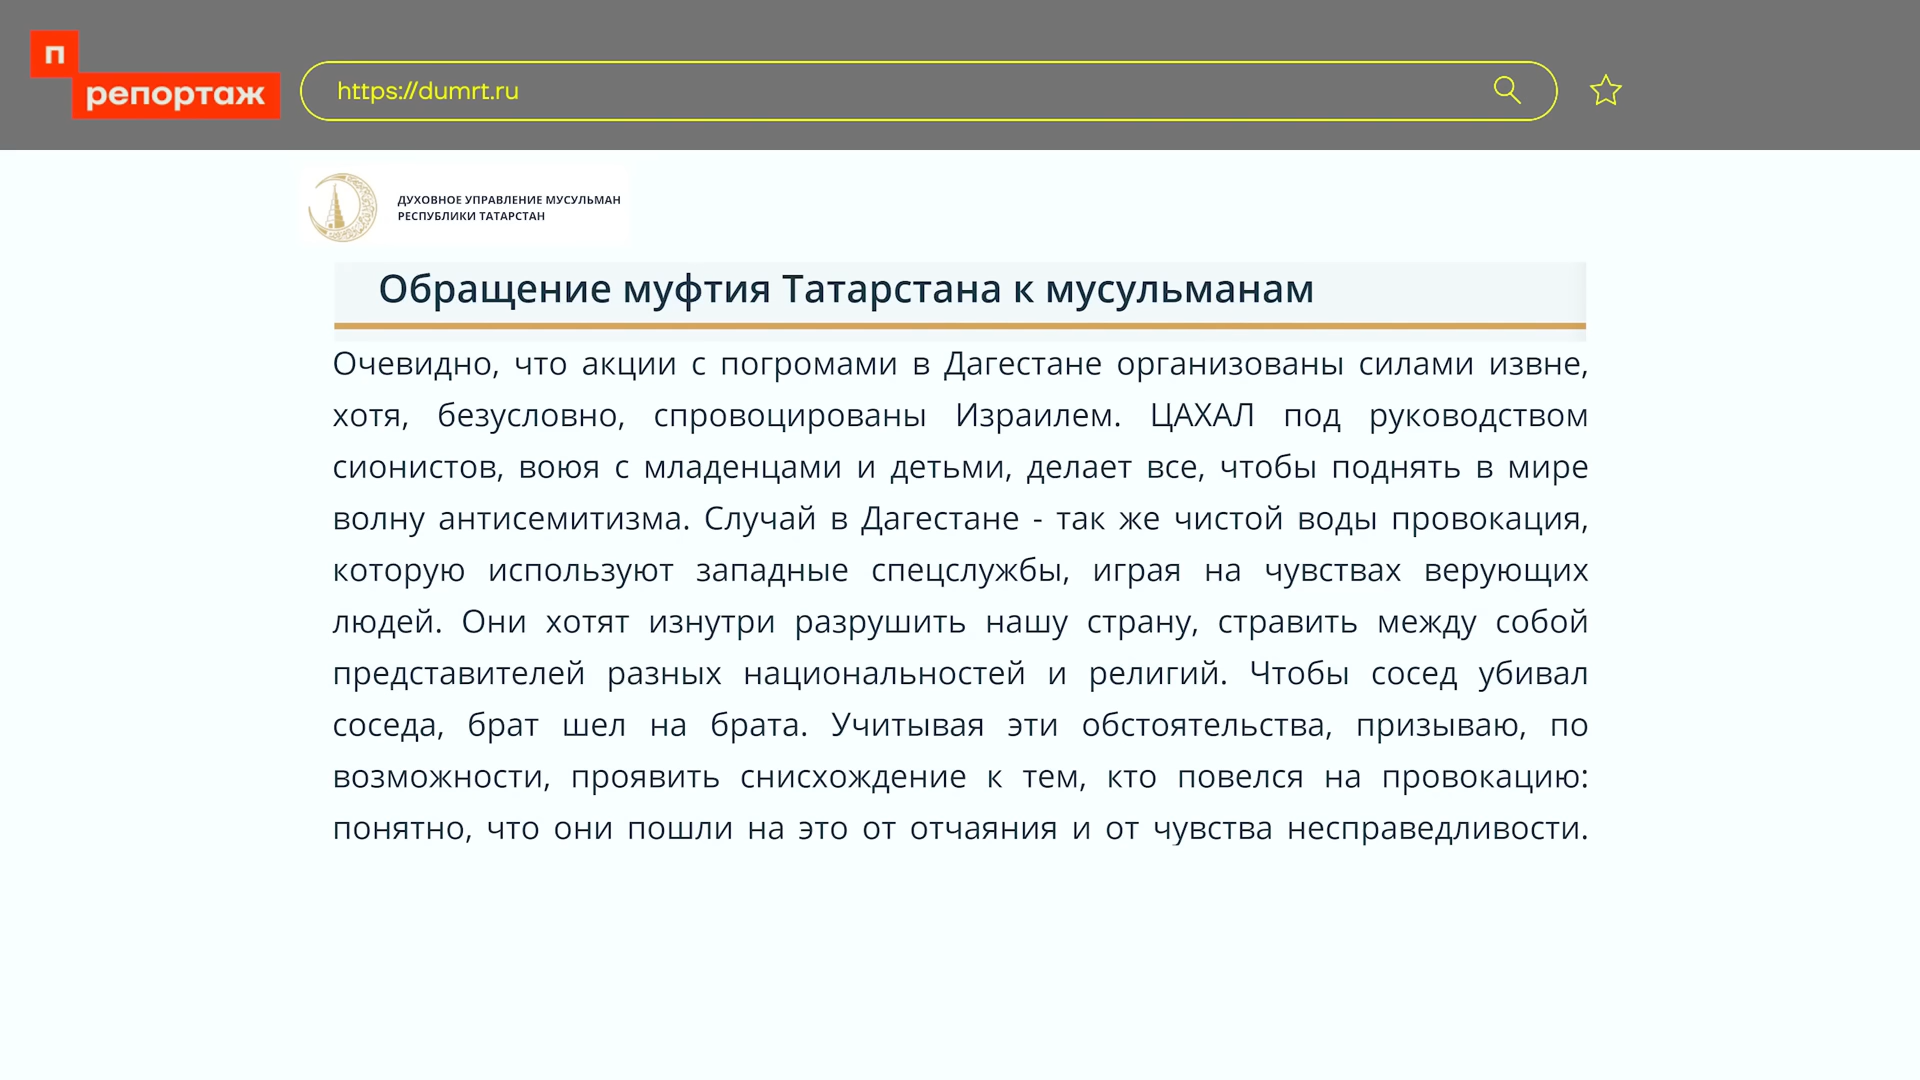 п
репортаж
https://dumrt.ru
ДУХОВНОЕ УПРАВЛЕНИЕ МУСУЛЬМАН
РЕСПУБЛИКИ ТАТАРСТАН
Обращение муфтия Татарстана к мусульманам
Очевидно, что акции с погромами в Дагестане организованы силами извне,
хотя, безусловно, спровоцированы Израилем. ЦАХАЛ под руководством
сионистов, воюя с младенцами и детьми, делает все, чтобы поднять в мире
волну антисемитизма. Случай в Дагестане - так же чистой воды провокация,
которую используют западные спецслужбы, играя на чувствах верующих
людей. Они хотят изнутри разрушить нашу страну, стравить между собой
представителей разных национальностей и религий. Чтобы сосед убивал
соседа, брат шел на брата. Учитывая эти обстоятельства, призываю, по
возможности, проявить снисхождение к тем, кто повелся на провокацию:
понятно, что они пошли на это от отчаяния и от чувства несправедливости.